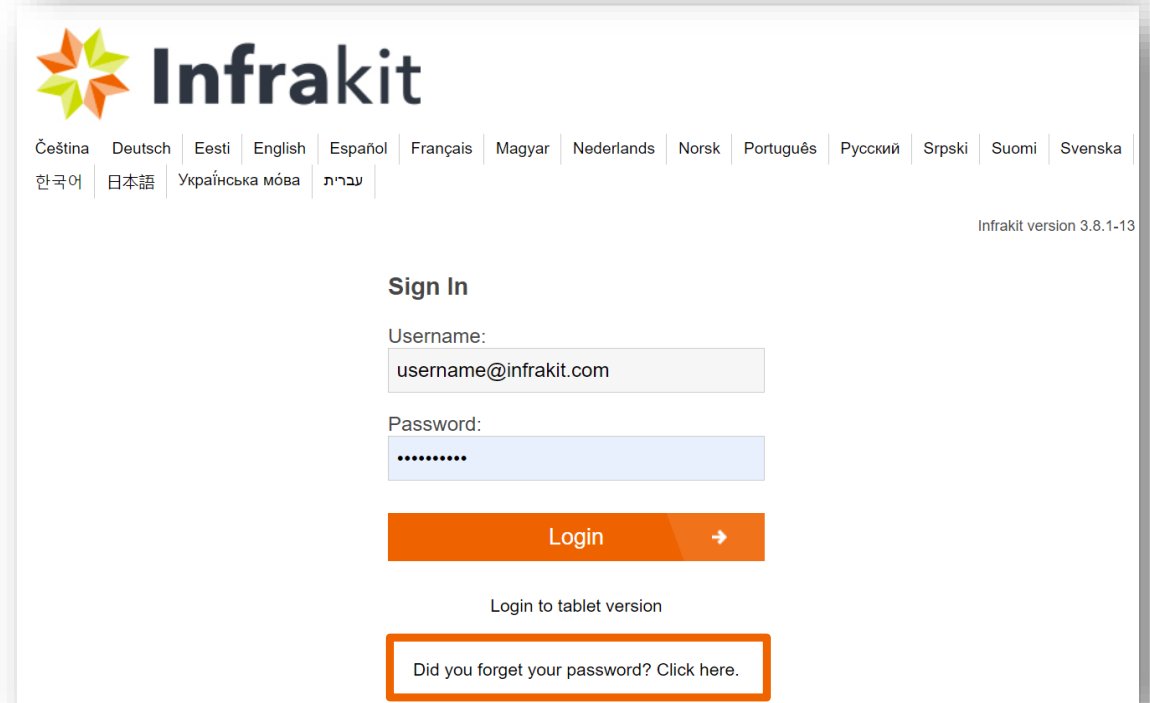 Infrakit
Čeština Deutsch Eesti English Español Français Magyar Nederlands Norsk Português Русский Srpski Suomi Svenska
한국어 日本語 Украї́нська мо́ва עברית
Infrakit version 3.8.1-13
Sign In
Username:
username@infrakit.com
Password:
••••••••••
Login
Login to tablet version
Did you forget your password? Click here.